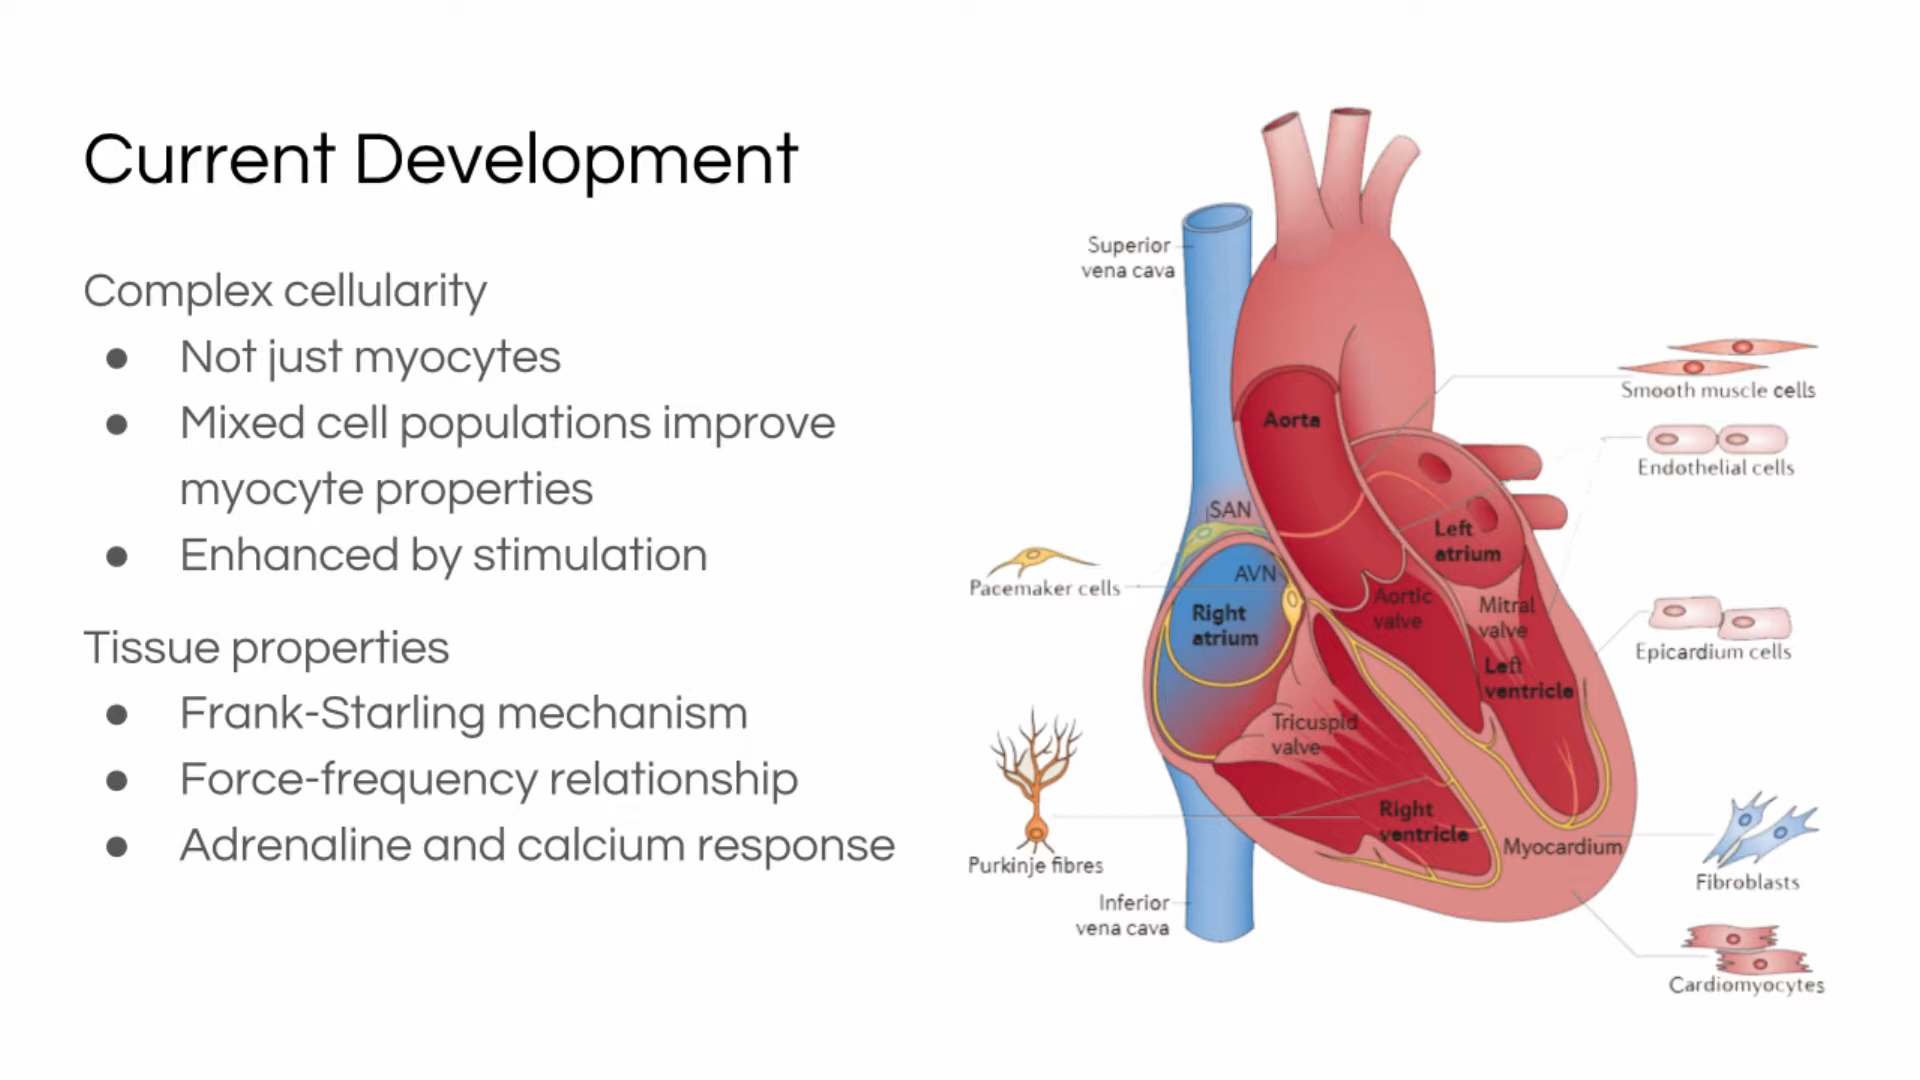 Current Development
Complex cellularity
● Not just myocytes
● Mixed cell populations improve
myocyte properties
● Enhanced by stimulation
Tissue properties
● Frank-Starling mechanism
● Force-frequency relationship
● Adrenaline and calcium response
Superior
vena cava
Aorta
SAN
AVN
Pacemaker cells
Right
atrium
Left
atrium
Aortic
valve
Mitral
valve
Left
ventricle
Tricuspid
valve
Right
ventricle
Myocardium
Purkinje fibres
Inferior
vena cava
Smooth muscle cells
Endothelial cells
Epicardium cells
Fibroblasts
Cardiomyocytes